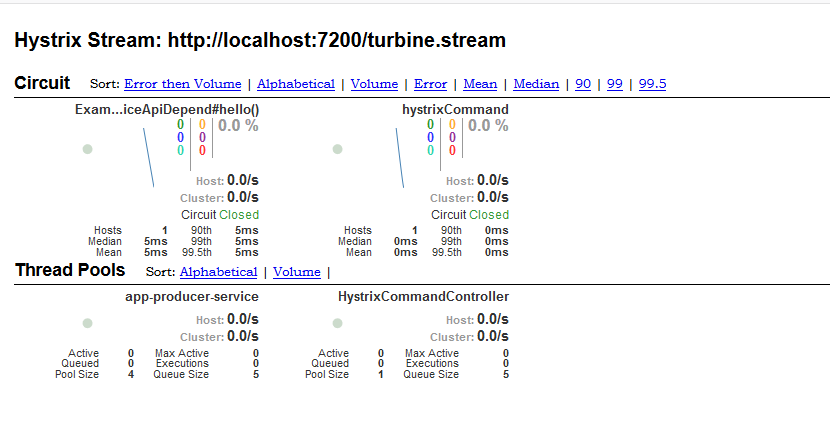 Hystrix Stream: http://localhost:7200/turbine.stream
Circuit Sort: Error then Volume | Alphabetical | Volume | Error | Mean | Median | 90 | 99 | 99.5
Exam...iceApiDepend#hello() hystrixCommand
0 0 0.0 % 0 0 0.0 %
0 0 0 0
0 0 0 0
Host: 0.0/s Host: 0.0/s
Cluster: 0.0/s Cluster: 0.0/s
Circuit Closed Circuit Closed
Hosts 1 90th 5ms Hosts 1 90th 0ms
Median 5ms 99th 5ms Median 0ms 99th 0ms
Mean 5ms 99.5th 5ms Mean 0ms 99.5th 0ms
Thread Pools Sort: Alphabetical | Volume |
app-producer-service HystrixCommandController
Host: 0.0/s Host: 0.0/s
Cluster: 0.0/s Cluster: 0.0/s
Active 0 Max Active 0 Active 0 Max Active 0
Queued 0 Executions 0 Queued 0 Executions 0
Pool Size 4 Queue Size 5 Pool Size 1 Queue Size 5